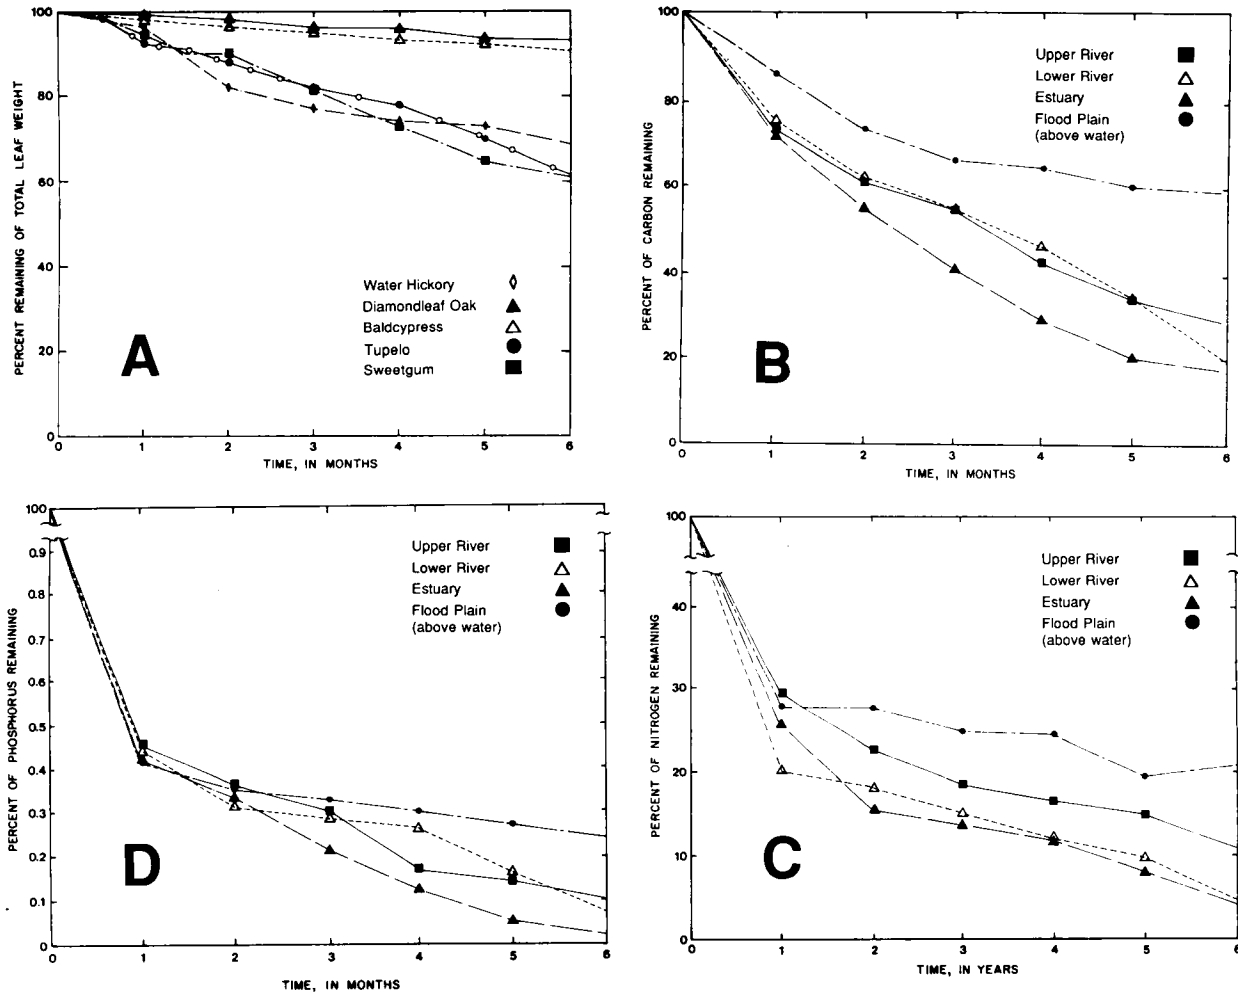 100
80
60
40
20
0
PERCENT REMAINING OF TOTAL LEAF WEIGHT
Water Hickory
Diamondleaf Oak
Baldcypress
Tupelo
Sweetgum
A
0 1 2 3 4 5 6
TIME, IN MONTHS
100
80
60
40
20
0
PERCENT OF CARBON REMAINING
Upper River
Lower River
Estuary
Flood Plain
(above water)
B
0 1 2 3 4 5 6
TIME, IN MONTHS
100
0.9
0.8
0.7
0.6
0.5
0.4
0.3
0.2
0.1
0
PERCENT OF PHOSPHORUS REMAINING
Upper River
Lower River
Estuary
Flood Plain
(above water)
D
0 1 2 3 4 5 6
TIME, IN MONTHS
100
40
30
20
10
0
PERCENT OF NITROGEN REMAINING
Upper River
Lower River
Estuary
Flood Plain
(above water)
C
0 1 2 3 4 5 6
TIME, IN YEARS